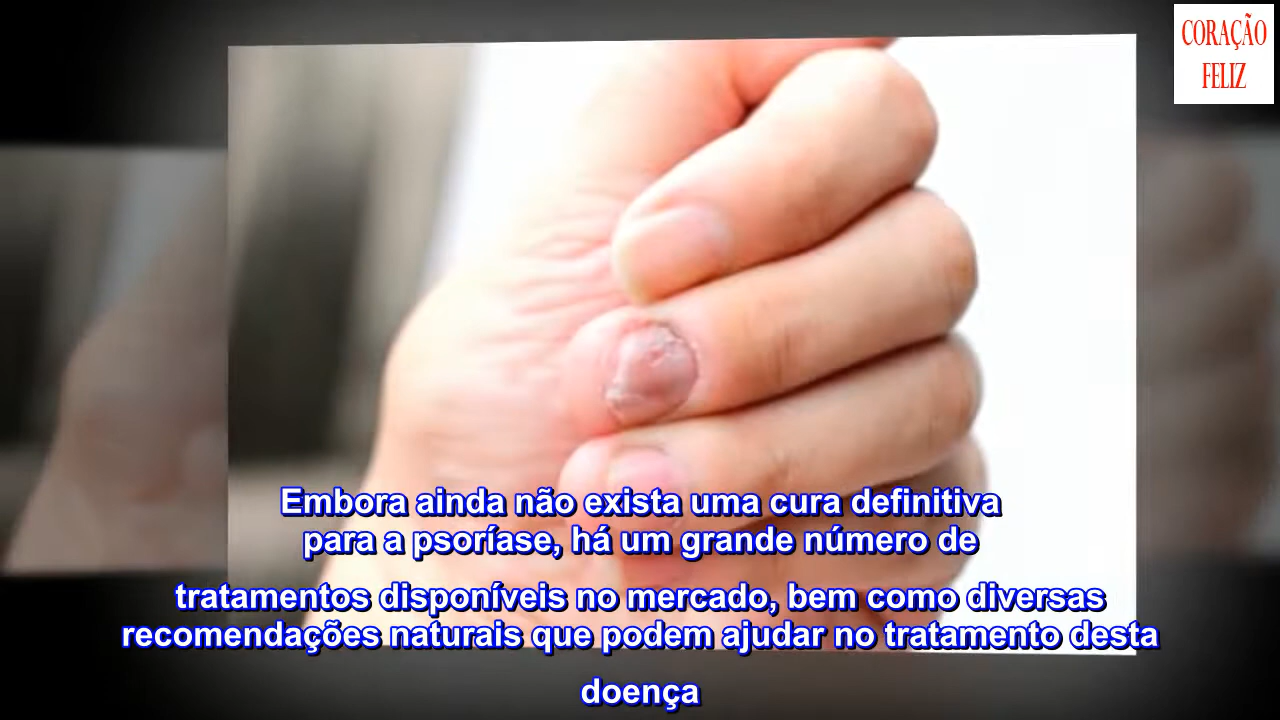 CORAÇÃO
FELIZ
Embora ainda não exista uma cura definitiva
para a psoríase, há um grande número de
tratamentos disponíveis no mercado, bem como diversas
recomendações naturais que podem ajudar no tratamento desta
doença